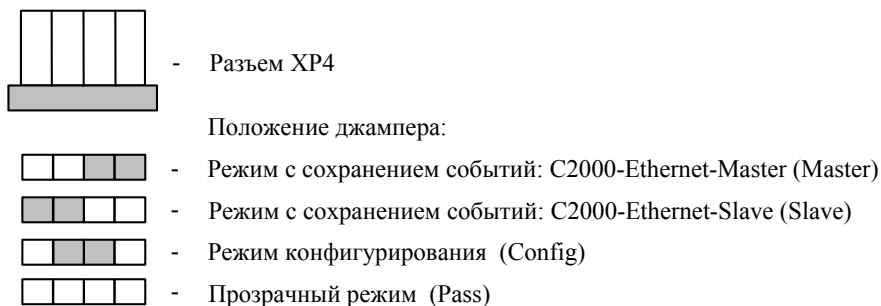 - Разъем XP4
Положение джампера:
- Режим с сохранением событий: С2000-Ethernet-Master (Master)
- Режим с сохранением событий: С2000-Ethernet-Slave (Slave)
- Режим конфигурирования (Config)
- Прозрачный режим (Pass)